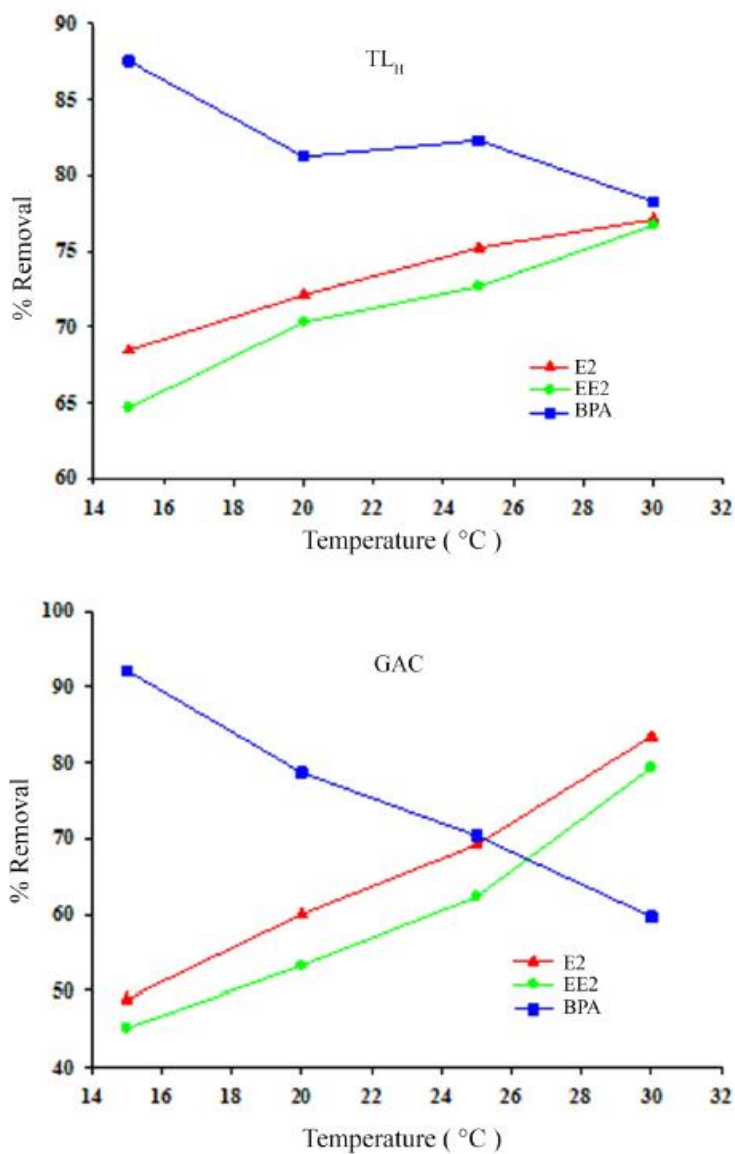 90
TL_H
85
80
75
% Removal
70
65
60
E2
EE2
BPA
14 16 18 20 22 24 26 28 30 32
Temperature ( °C )
100
GAC
90
80
70
% Removal
60
50
40
E2
EE2
BPA
14 16 18 20 22 24 26 28 30 32
Temperature ( °C )